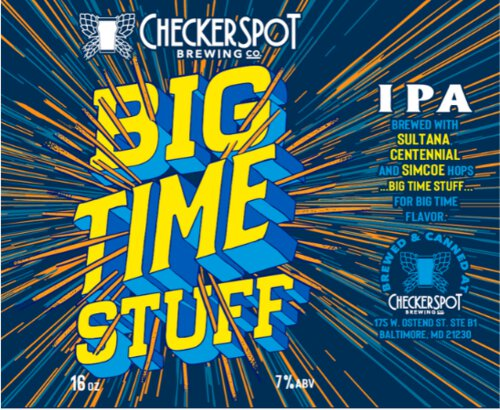 CHECKERSPOT
BREWING CO.
BIG
TIME
STUFF
16 OZ.
7% ABV
IPA
BREWED WITH
SULTANA,
CENTENNIAL
AND SIMCOE HOPS
...BIG TIME STUFF...
FOR BIG TIME
FLAVOR.
BREWED & CANNED AT
CHECKERSPOT
BREWING CO.
175 W. OSTEND ST. STE B1
BALTIMORE, MD 21230